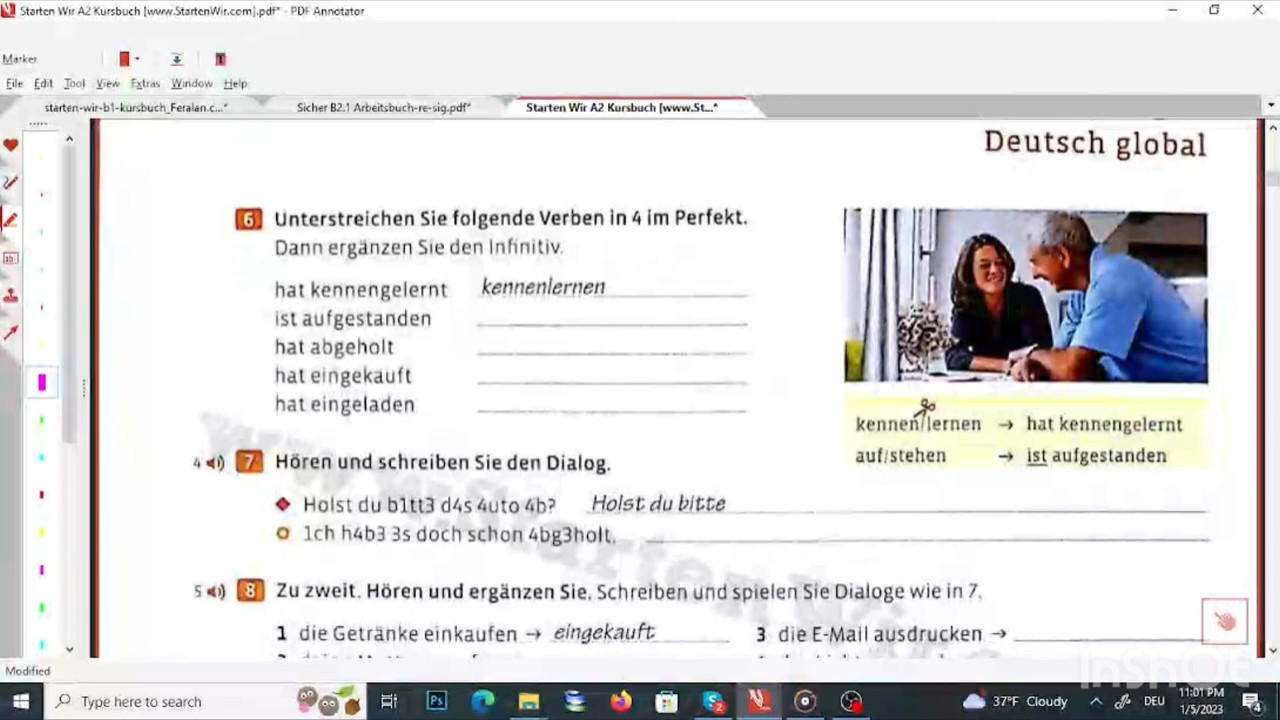 Starten Wir A2 Kursbuch [www.StartenWir.com].pdf* - PDF Annotator
Marker
File Edit Tool View Extras Window Help
starten-wir-b1-kursbuch_Feralan.c...* Sicher B2.1 Arbeitsbuch-re-sig.pdf* Starten Wir A2 Kursbuch [www.St...*
Deutsch global
6 Unterstreichen Sie folgende Verben in 4 im Perfekt.
Dann ergänzen Sie den Infinitiv.
hat kennengelernt kennenlernen
ist aufgestanden
hat abgeholt
hat eingekauft
hat eingeladen
kennen/lernen → hat kennengelernt
auf/stehen → ist aufgestanden
4 7 Hören und schreiben Sie den Dialog.
Holst du b1tt3 d4s 4uto 4b? Holst du bitte
1ch h4b3 3s doch schon 4bg3holt.
5 8 Zu zweit. Hören und ergänzen Sie. Schreiben und spielen Sie Dialoge wie in 7.
1 die Getränke einkaufen → eingekauft 3 die E-Mail ausdrucken →
Modified
InShOt
Type here to search
37°F Cloudy
DEU
11:01 PM
1/5/2023